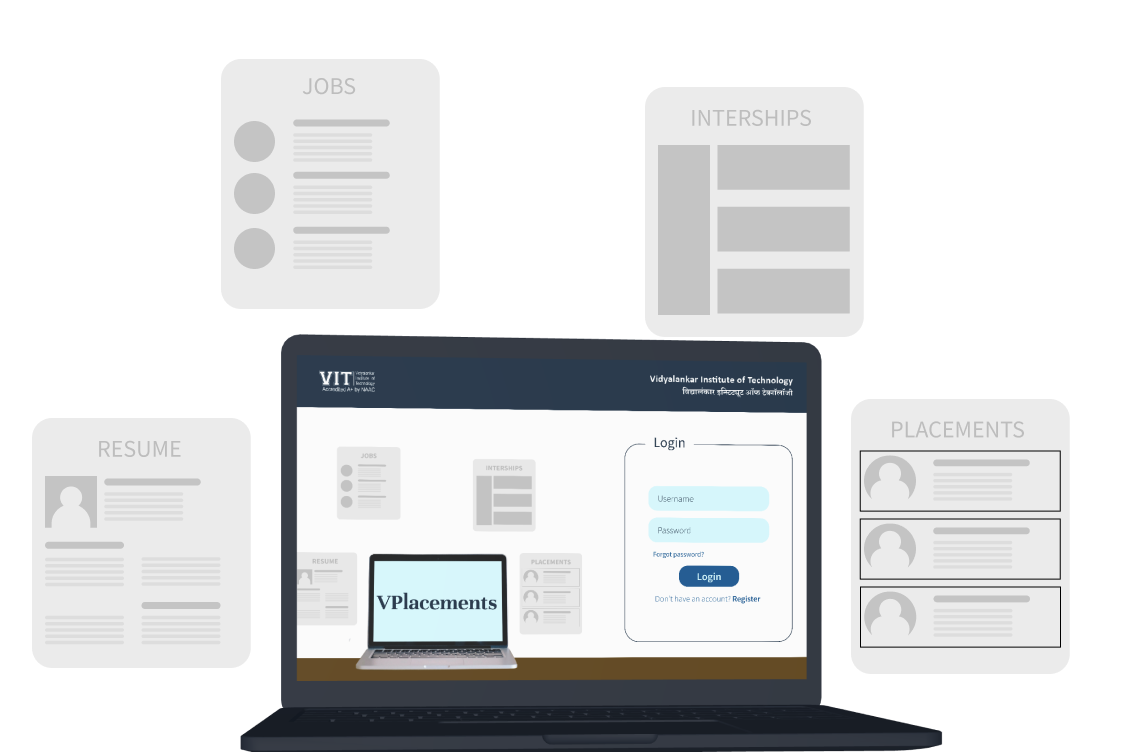 JOBS
INTERSHIPS
VIT
Vidyalankar
Institute of
Technology
Accredited A+ by NAAC
Vidyalankar Institute of Technology
विद्यालंकार इन्स्टिट्यूट ऑफ टेक्नॉलॉजी
RESUME
PLACEMENTS
Login
JOBS
INTERSHIPS
Username
Password
Forgot password?
RESUME
PLACEMENTS
Login
VPlacements
Don't have an account? Register